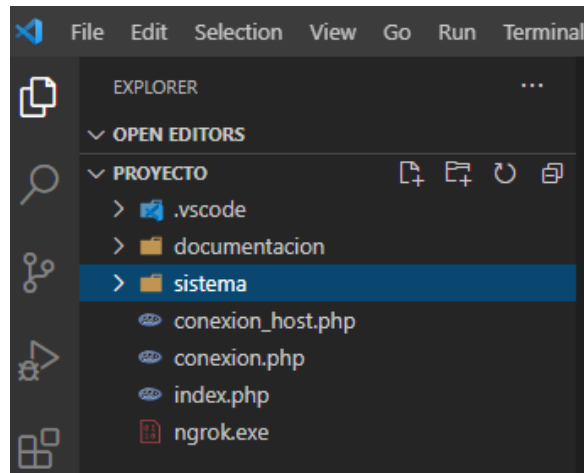 File Edit Selection View Go Run Terminal
EXPLORER
OPEN EDITORS
PROYECTO
.vscode
documentacion
sistema
conexion_host.php
conexion.php
index.php
ngrok.exe